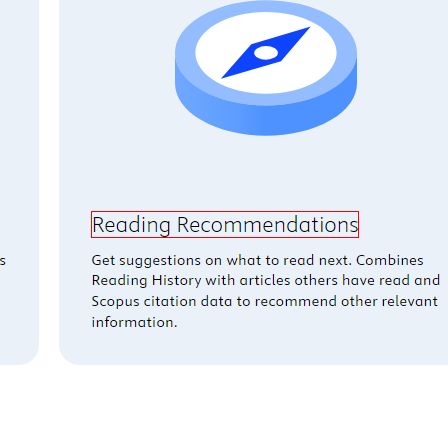 Reading Recommendations
Get suggestions on what to read next. Combines
Reading History with articles others have read and
Scopus citation data to recommend other relevant
information.